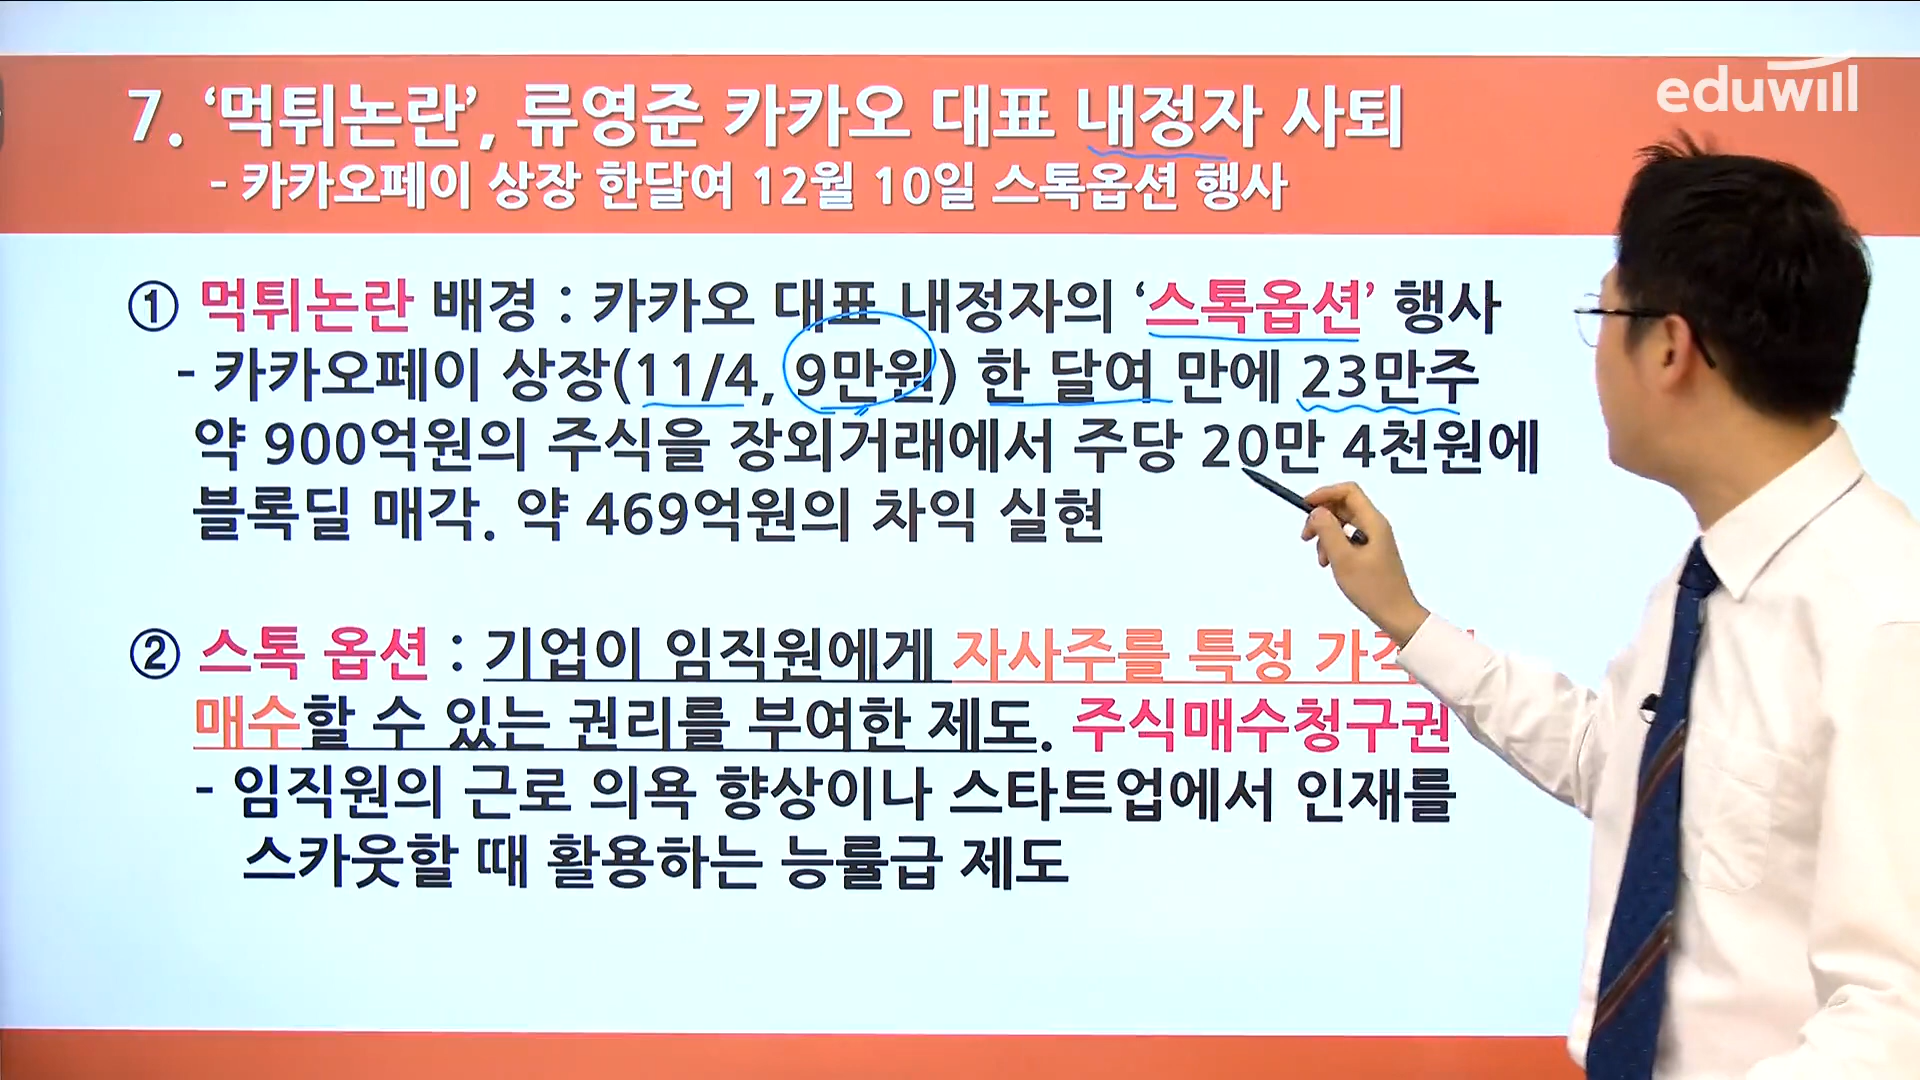 eduwill
7. ‘먹튀논란’, 류영준 카카오 대표 내정자 사퇴
- 카카오페이 상장 한달여 12월 10일 스톡옵션 행사
① 먹튀논란 배경 : 카카오 대표 내정자의 ‘스톡옵션’ 행사
- 카카오페이 상장(11/4, 9만원) 한 달여 만에 23만주
약 900억원의 주식을 장외거래에서 주당 20만 4천원에
블록딜 매각. 약 469억원의 차익 실현
② 스톡 옵션 : 기업이 임직원에게 자사주를 특정
매수할 수 있는 권리를 부여한 제도. 주식매수청구권
- 임직원의 근로 의욕 향상이나 스타트업에서 인재를
스카웃할 때 활용하는 능률급 제도